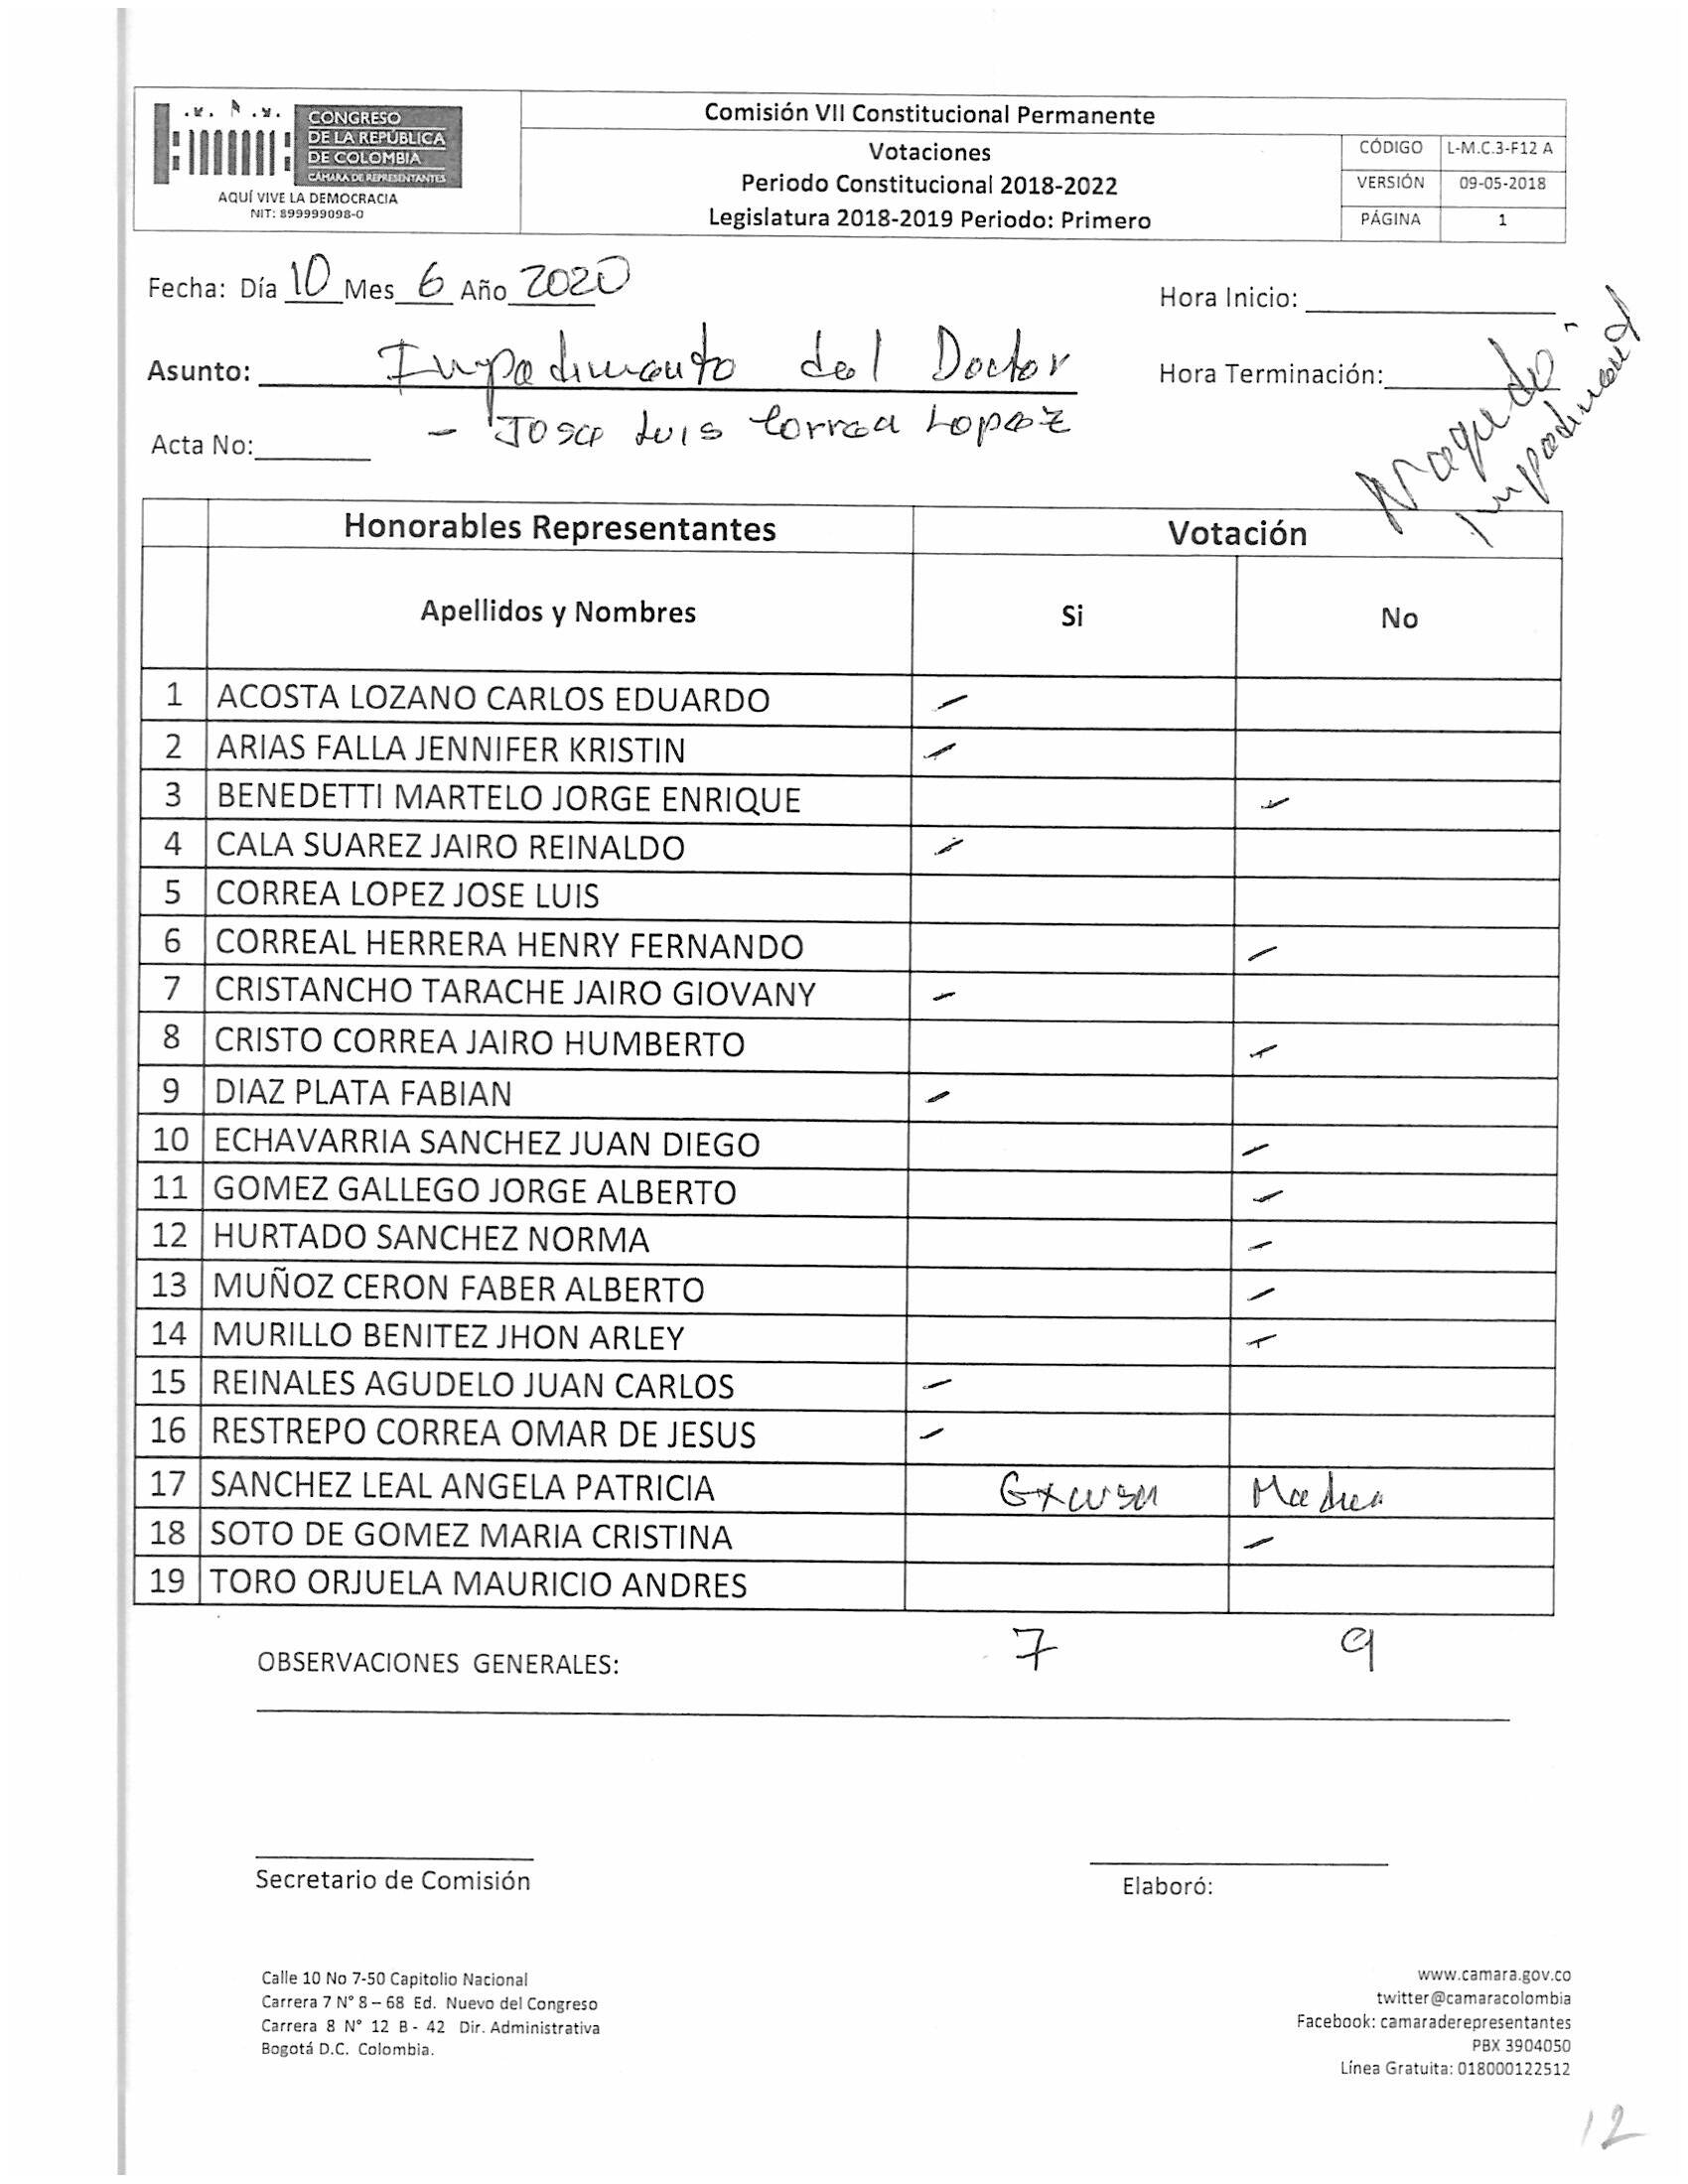 CONGRESO
DE LA REPÚBLICA
DE COLOMBIA
CÁMARA DE REPRESENTANTES
AQUÍ VIVE LA DEMOCRACIA
NIT: 899999098-0
Comisión VII Constitucional Permanente
Votaciones
Periodo Constitucional 2018-2022
Legislatura 2018-2019 Periodo: Primero
CÓDIGO L-M.C.3-F12 A
VERSIÓN 09-05-2018
PÁGINA 1
Fecha: Día 10 Mes 6 Año 2020
Hora Inicio:
Asunto: Impedimento del Doctor
Hora Terminación:
- Jose Luis Correa Lopez
Acta No:
Negado
impedimento
Honorables Representantes Votación
Apellidos y Nombres Si No
1 ACOSTA LOZANO CARLOS EDUARDO
2 ARIAS FALLA JENNIFER KRISTIN
3 BENEDETTI MARTELO JORGE ENRIQUE
4 CALA SUAREZ JAIRO REINALDO
5 CORREA LOPEZ JOSE LUIS
6 CORREAL HERRERA HENRY FERNANDO
7 CRISTANCHO TARACHE JAIRO GIOVANY
8 CRISTO CORREA JAIRO HUMBERTO
9 DIAZ PLATA FABIAN
10 ECHAVARRIA SANCHEZ JUAN DIEGO
11 GOMEZ GALLEGO JORGE ALBERTO
12 HURTADO SANCHEZ NORMA
13 MUÑOZ CERON FABER ALBERTO
14 MURILLO BENITEZ JHON ARLEY
15 REINALES AGUDELO JUAN CARLOS
16 RESTREPO CORREA OMAR DE JESUS
17 SANCHEZ LEAL ANGELA PATRICIA Excusa
18 SOTO DE GOMEZ MARIA CRISTINA
19 TORO ORJUELA MAURICIO ANDRES
7 9
OBSERVACIONES GENERALES:
Secretario de Comisión
Elaboró:
Calle 10 No 7-50 Capitolio Nacional
Carrera 7 N° 8 – 68 Ed. Nuevo del Congreso
Carrera 8 N° 12 B - 42 Dir. Administrativa
Bogotá D.C. Colombia.
www.camara.gov.co
twitter@camaracolombia
Facebook: camaraderepresentantes
PBX 3904050
Línea Gratuita: 018000122512
12